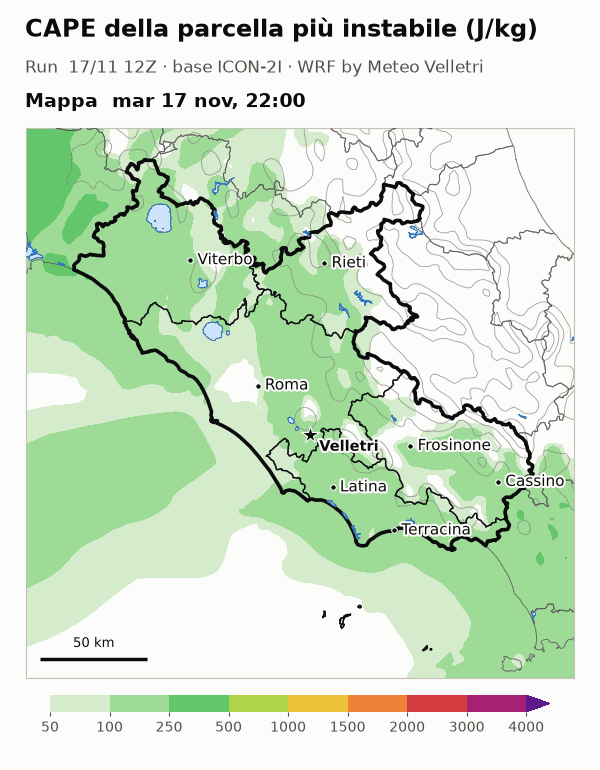 CAPE della parcella più instabile (J/kg)
Run  17/11 12Z · base ICON-2I · WRF by Meteo Velletri
Mappa  mar 17 nov, 22:00
Viterbo
Rieti
Roma
Velletri
Frosinone
Cassino
Latina
Terracina
50 km
50 100 250 500 1000 1500 2000 3000 4000